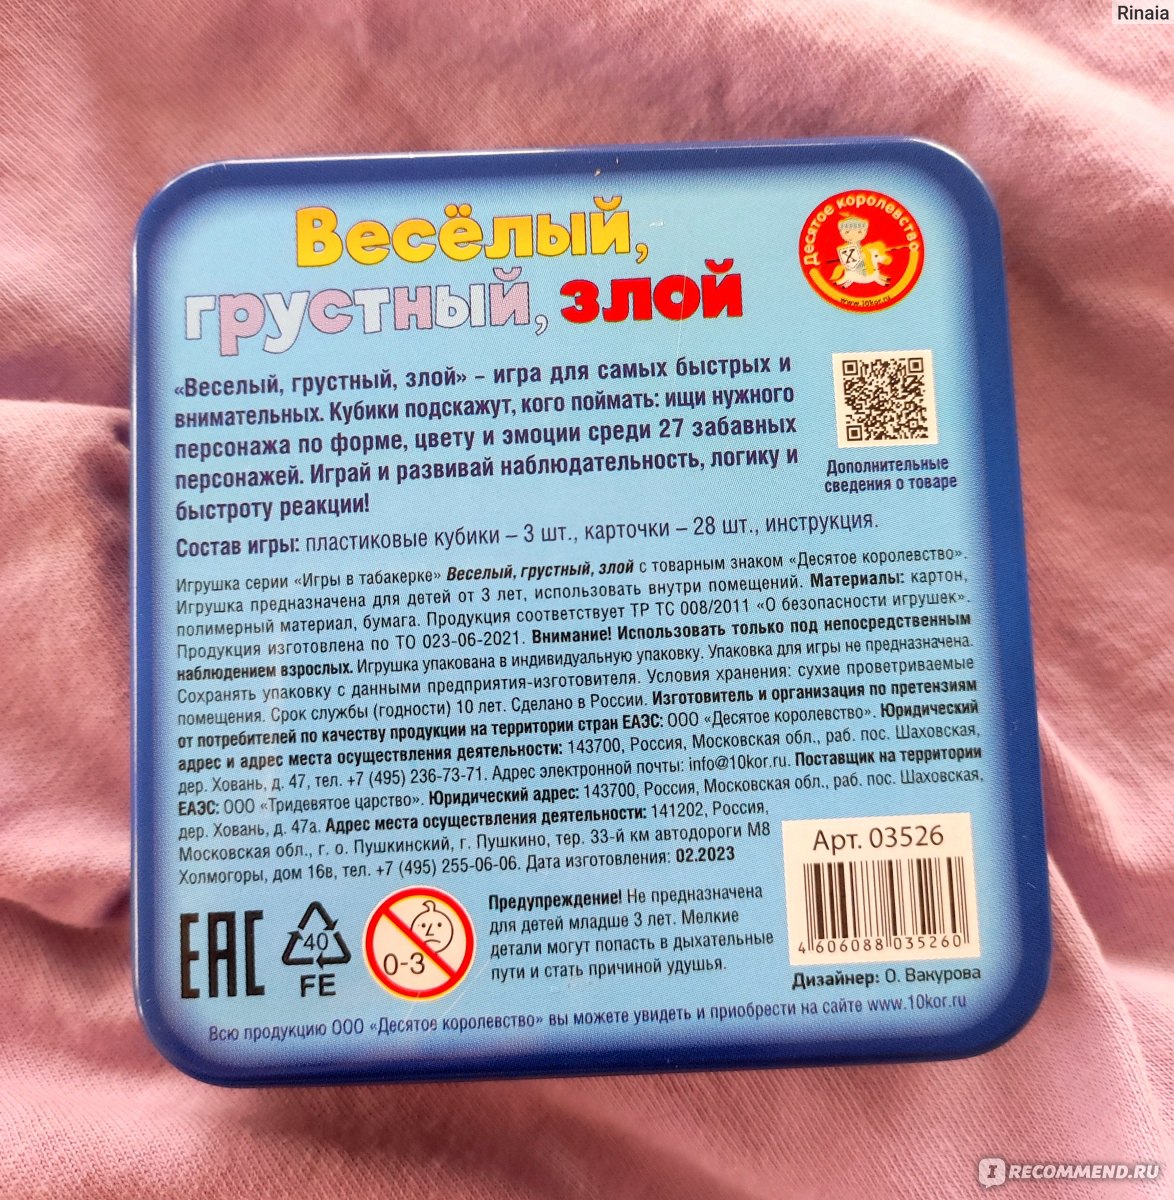 Rinaia
Весёлый,
грустный, злой
Десятое королевство
www.10kor.ru
«Веселый, грустный, злой» – игра для самых быстрых и
внимательных. Кубики подскажут, кого поймать: ищи нужного
персонажа по форме, цвету и эмоции среди 27 забавных
персонажей. Играй и развивай наблюдательность, логику и
быстроту реакции!
Дополнительные
сведения о товаре
Состав игры: пластиковые кубики – 3 шт., карточки – 28 шт., инструкция.
Игрушка серии «Игры в табакерке» Веселый, грустный, злой с товарным знаком «Десятое королевство».
Игрушка предназначена для детей от 3 лет, использовать внутри помещений. Материалы: картон,
полимерный материал, бумага. Продукция соответствует ТР ТС 008/2011 «О безопасности игрушек».
Продукция изготовлена по ТО 023-06-2021. Внимание! Использовать только под непосредственным
наблюдением взрослых. Игрушка упакована в индивидуальную упаковку. Упаковка для игры не предназначена.
Сохранять упаковку с данными предприятия-изготовителя. Условия хранения: сухие проветриваемые
помещения. Срок службы (годности) 10 лет. Сделано в России. Изготовитель и организация по претензиям
от потребителей по качеству продукции на территории стран ЕАЭС: ООО «Десятое королевство». Юридический
адрес и адрес места осуществления деятельности: 143700, Россия, Московская обл., раб. пос. Шаховская,
дер. Ховань, д. 47, тел. +7 (495) 236-73-71. Адрес электронной почты: info@10kor.ru. Поставщик на территории
ЕАЭС: ООО «Тридевятое царство». Юридический адрес: 143700, Россия, Московская обл., раб. пос. Шаховская,
дер. Ховань, д. 47а. Адрес места осуществления деятельности: 141202, Россия,
Московская обл., г. о. Пушкинский, г. Пушкино, тер. 33-й км автодороги М8
Холмогоры, дом 16в, тел. +7 (495) 255-06-06. Дата изготовления: 02.2023
Арт. 03526
4 606088 035260
EAC
40
FE
0-3
Предупреждение! Не предназначена
для детей младше 3 лет. Мелкие
детали могут попасть в дыхательные
пути и стать причиной удушья.
Дизайнер: О. Вакурова
Всю продукцию ООО «Десятое королевство» вы можете увидеть и приобрести на сайте www.10kor.ru
I RECOMMEND.RU